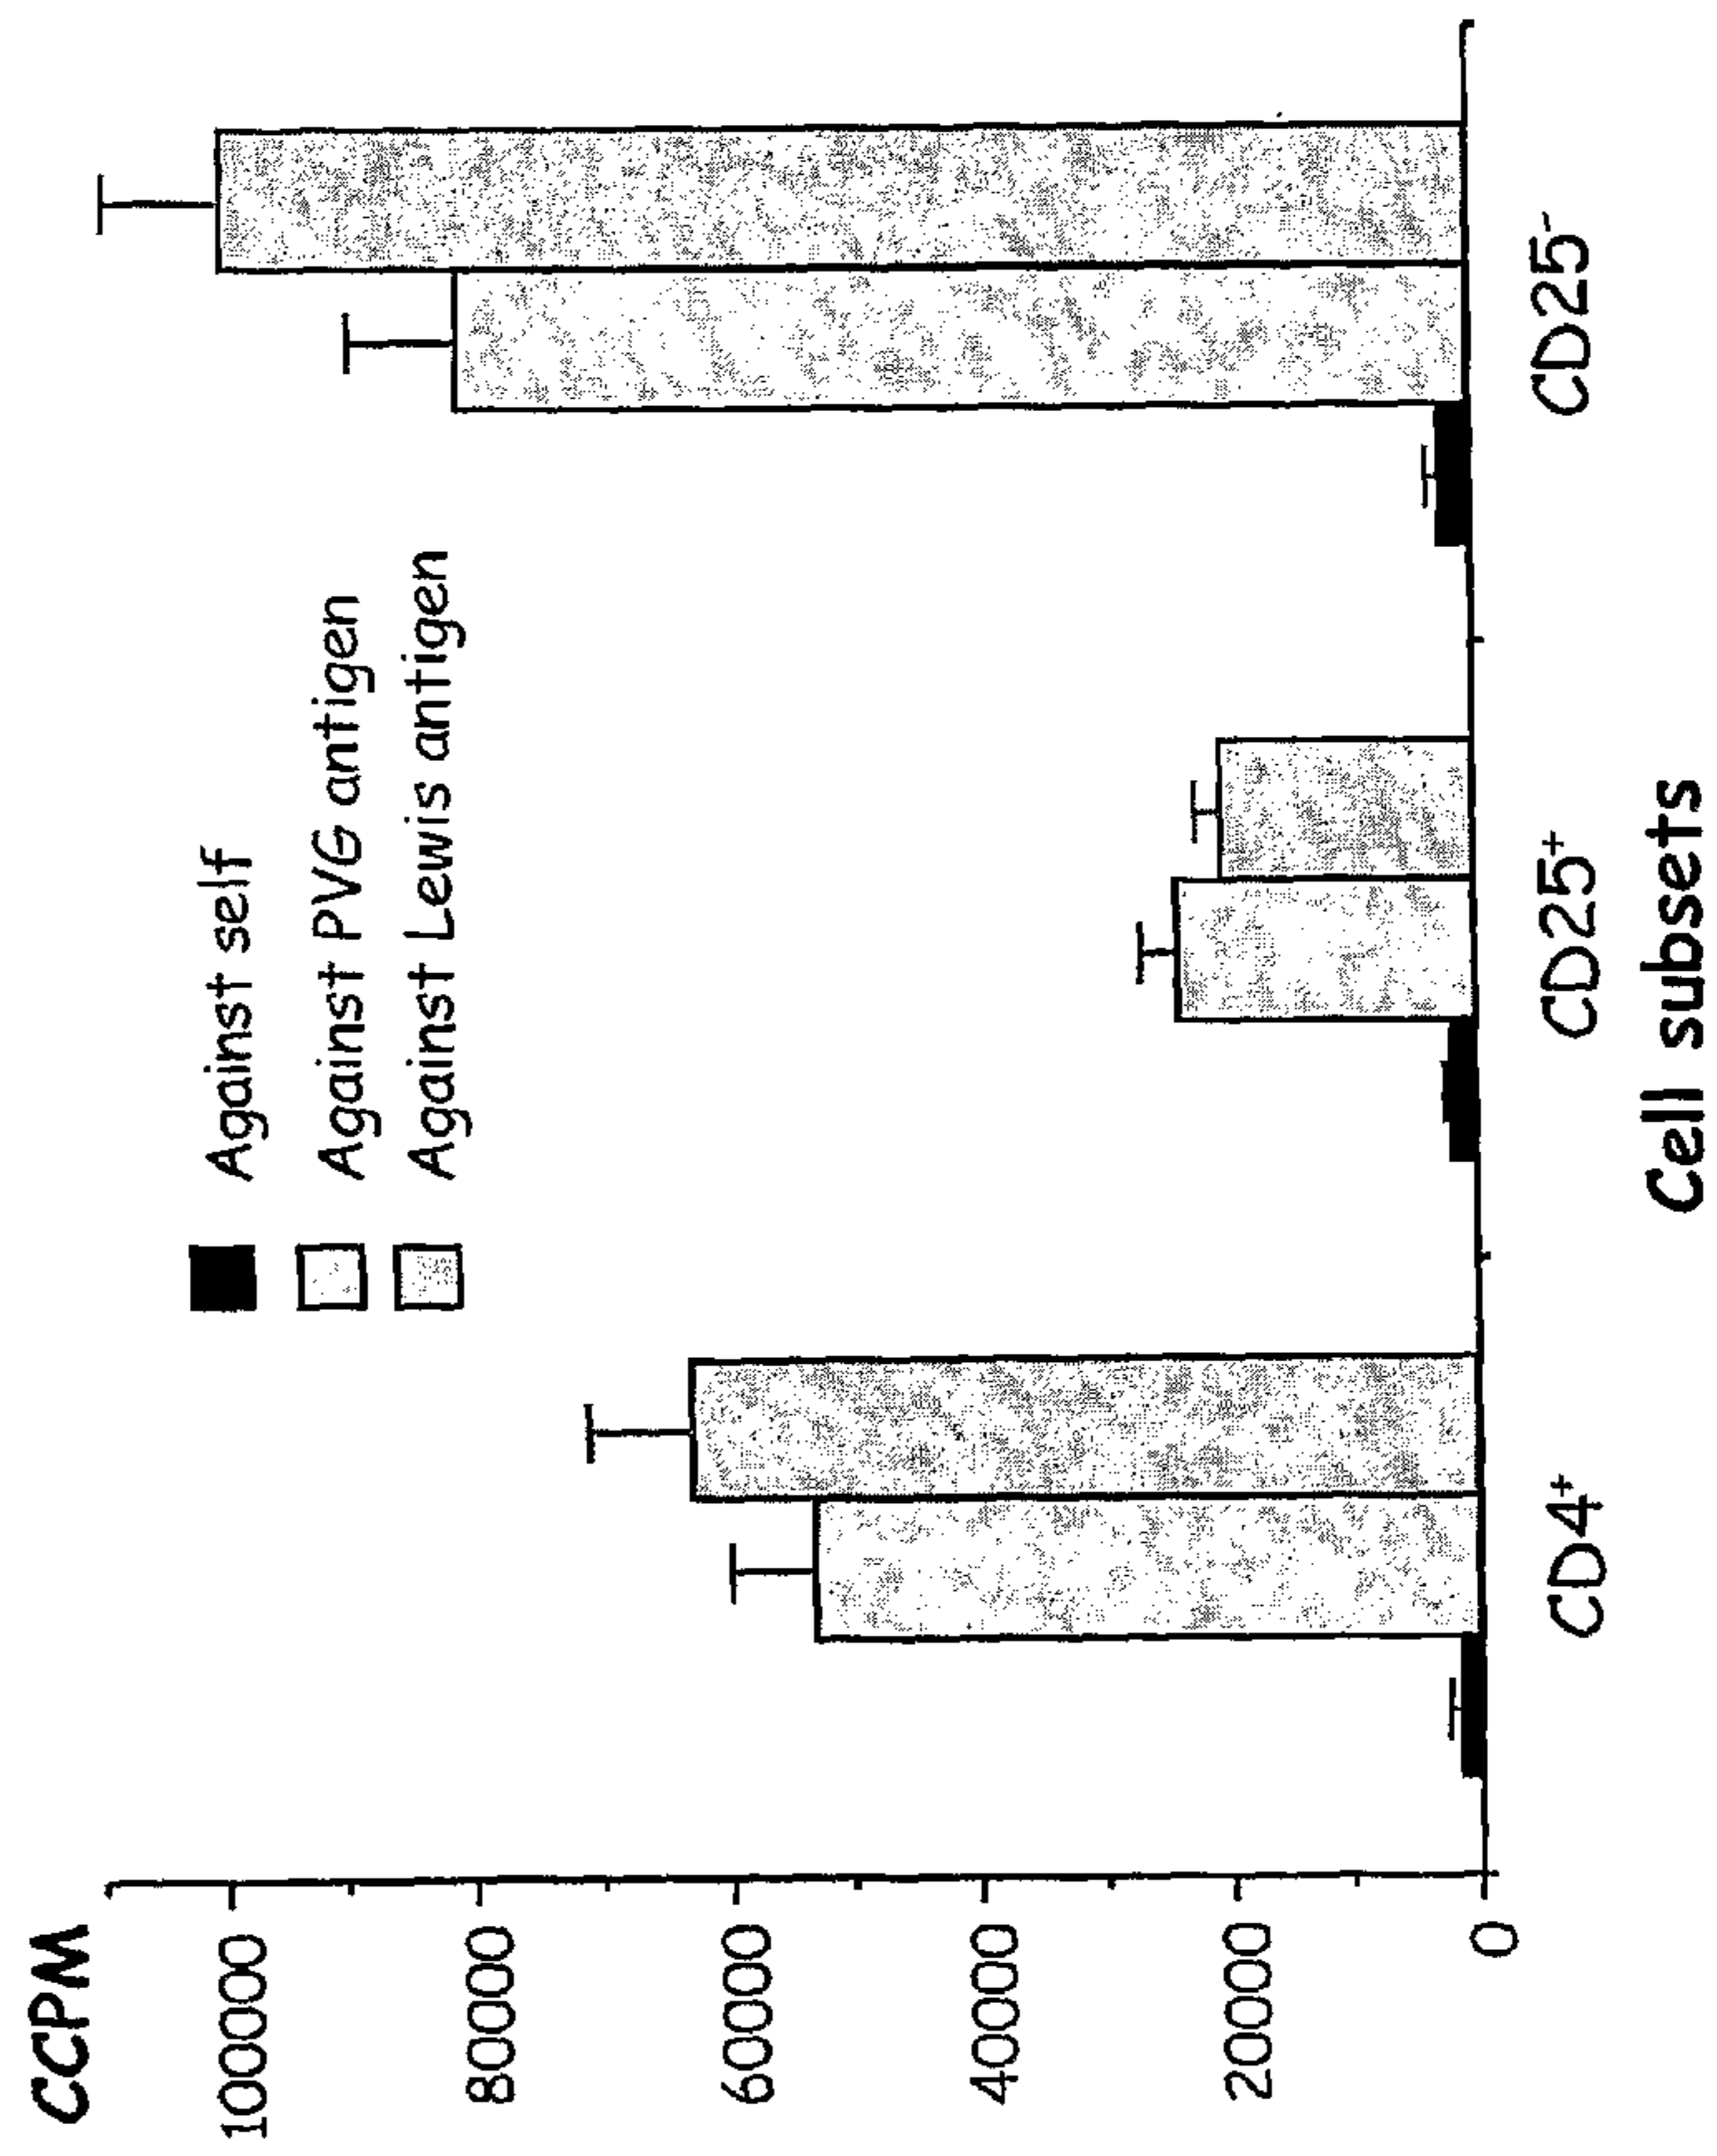 CCPM
100000
80000
60000
40000
20000
0
Against self
Against PVG antigen
Against Lewis antigen
CD4⁺
CD25⁺
CD25⁻
Cell subsets